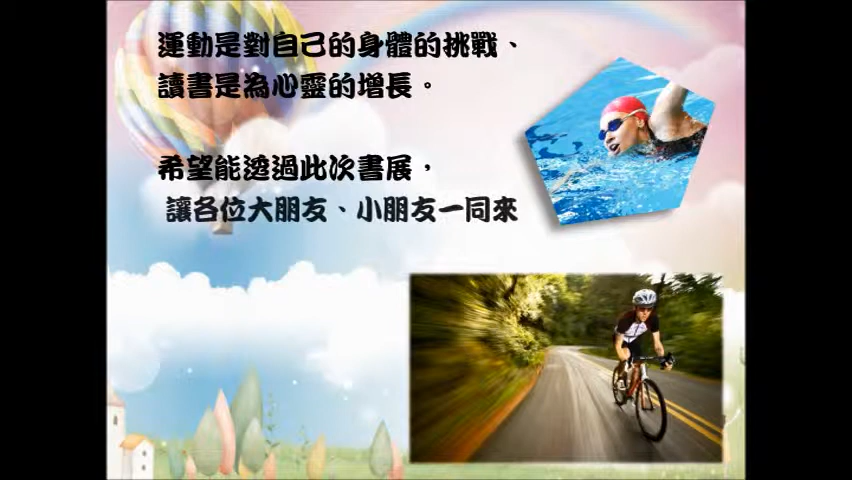 運動是對自己的身體的挑戰、
讀書是為心靈的增長。
希望能透過此次書展，
讓各位大朋友、小朋友一同來